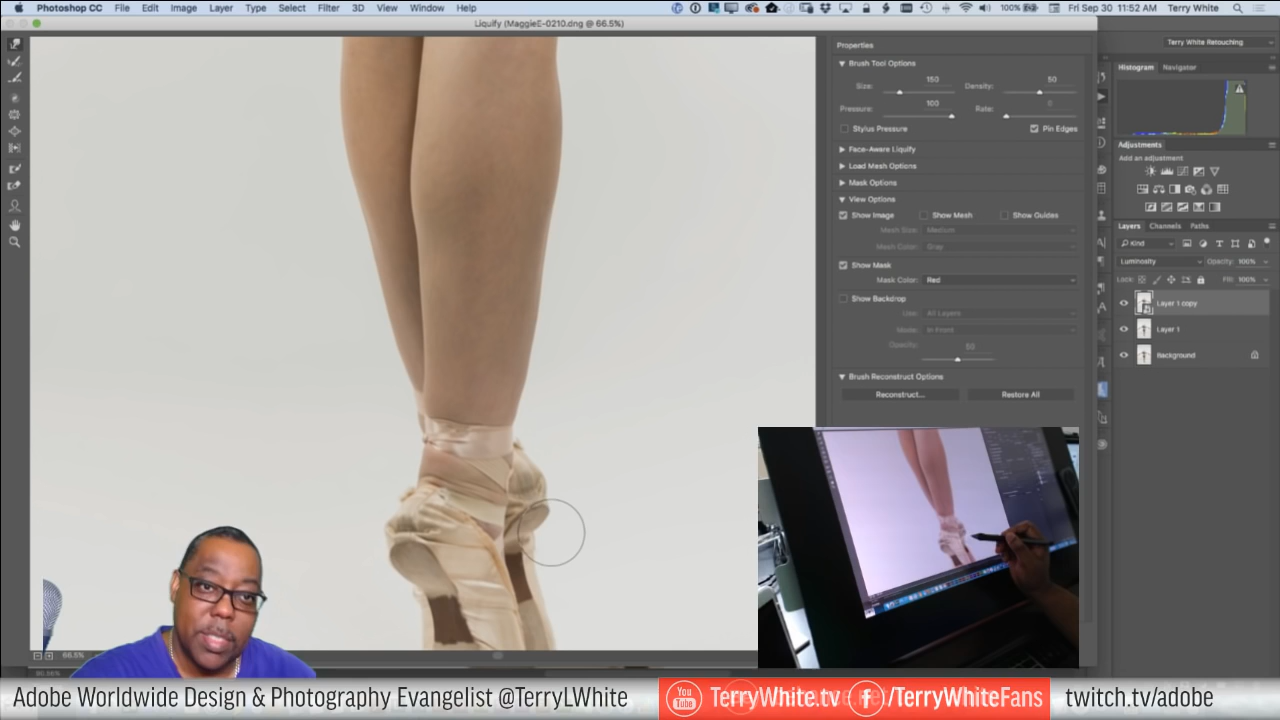 Photoshop CC File Edit Image Layer Type Select Filter 3D View Window Help 100% Fri Sep 30 11:52 AM Terry White
Liquify (MaggieE-0210.dng @ 66.5%)
Terry White Retouching
Properties
Brush Tool Options
Size: 150 Density: 50
Pressure: 100 Rate: 0
Stylus Pressure Pin Edges
Face-Aware Liquify
Load Mesh Options
Mask Options
View Options
Show Image Show Mesh Show Guides
Mesh Size: Medium
Mesh Color: Gray
Show Mask
Mask Color: Red
Show Backdrop
Use: All Layers
Mode: In Front
Opacity: 50
Brush Reconstruct Options
Reconstruct... Restore All
Histogram Navigator
Adjustments
Add an adjustment
Layers Channels Paths
Kind
Luminosity Opacity: 100%
Lock: Fill: 100%
Layer 1 copy
Layer 1
Background
66.5%
Adobe Worldwide Design & Photography Evangelist @TerryLWhite You Tube TerryWhite.tv f /TerryWhiteFans twitch.tv/adobe